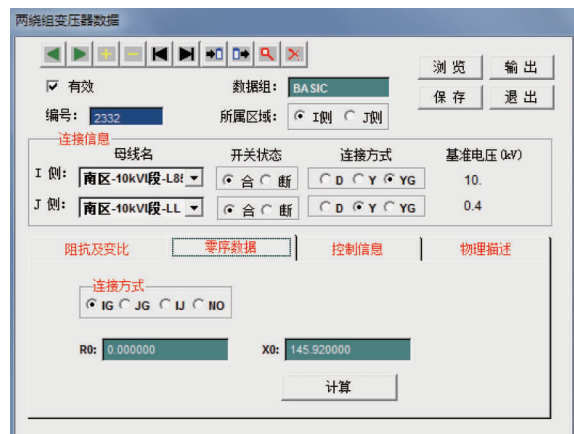 两绕组变压器数据
浏 览 输 出
有效 数据组： BASIC
保 存 退 出
编号： 2332 所属区域： I侧 J侧
连接信息
母线名 开关状态 连接方式 基准电压（kV）
I 侧： 南区-10kVⅥ段-L8 合 断 D Y YG 10.
J 侧： 南区-10kVⅥ段-LL 合 断 D Y YG 0.4
阻抗及变比 零序数据 控制信息 物理描述
连接方式
IG JG IJ NO
R0: 0.000000 X0: 145.920000
计算